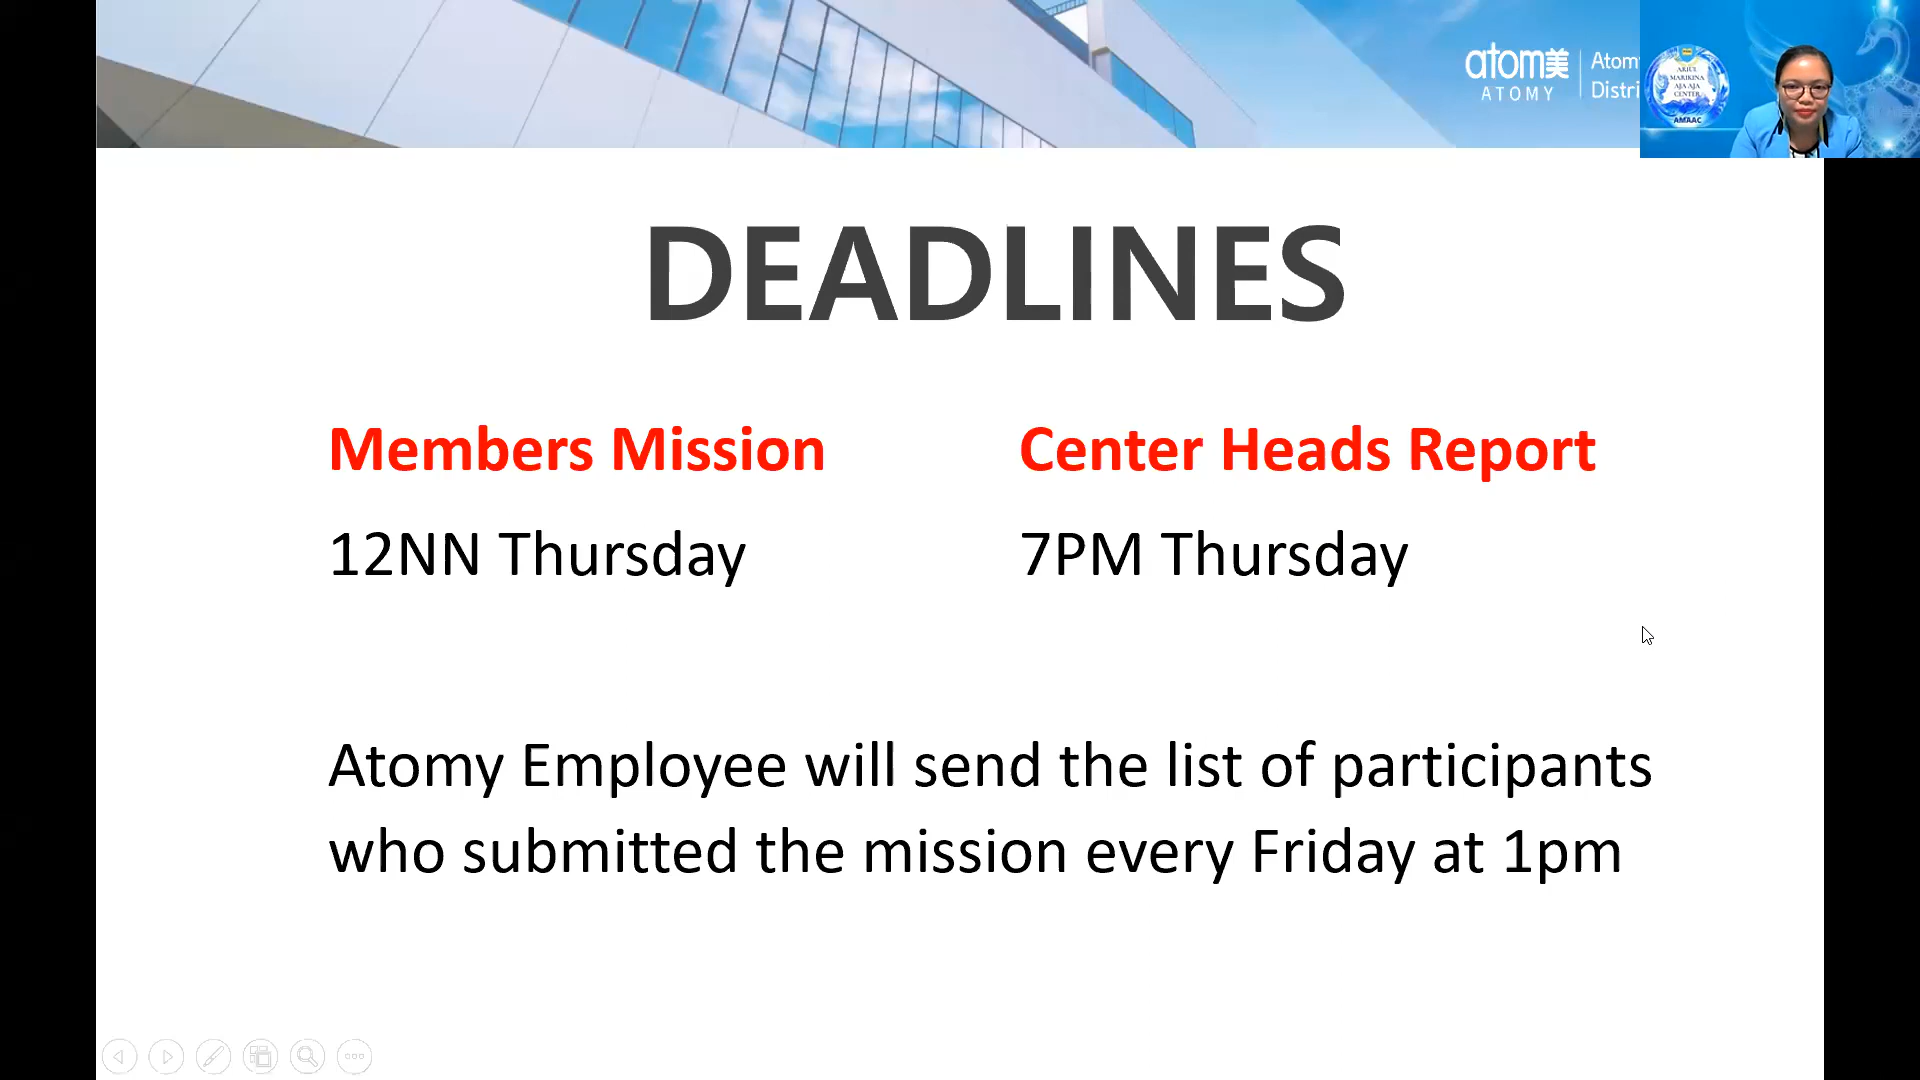 atom美
ATOMY
Atom
Distri
ARIUL
MARIKINA
AJA AJA
CENTER
AMAAC
DEADLINES
Members Mission
Center Heads Report
12NN Thursday
7PM Thursday
Atomy Employee will send the list of participants
who submitted the mission every Friday at 1pm